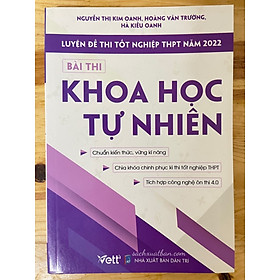 NGUYỄN THỊ KIM OANH, HOÀNG VĂN TRƯỜNG,
HÀ KIỀU OANH
LUYỆN ĐỀ THI TỐT NGHIỆP THPT NĂM 2022
BÀI THI
KHOA HỌC
TỰ NHIÊN
Chuẩn kiến thức, vững kĩ năng
Chìa khóa chinh phục kì thi tốt nghiệp THPT
Tích hợp công nghệ ôn thi 4.0
sachxuatban.com
Vett
NHÀ XUẤT BẢN DÂN TRÍ